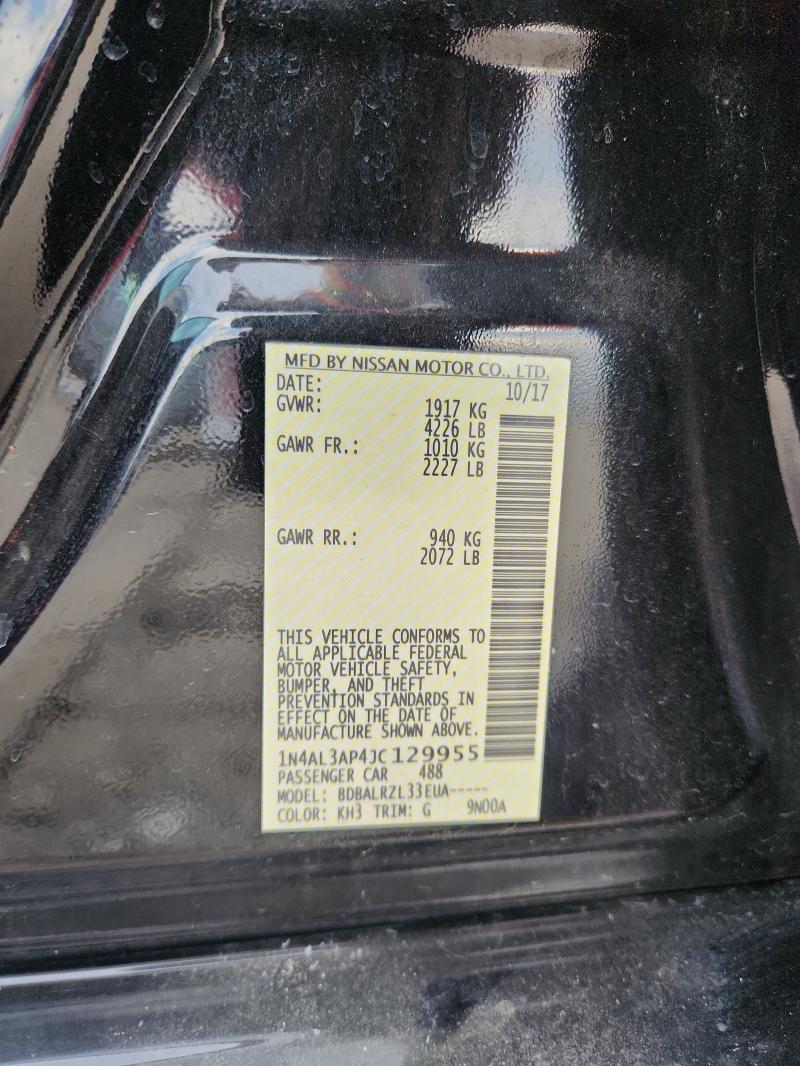 MFD BY NISSAN MOTOR CO., LTD.
DATE: 10/17
GVWR: 1917 KG
4226 LB
GAWR FR.: 1010 KG
2227 LB
GAWR RR.: 940 KG
2072 LB
THIS VEHICLE CONFORMS TO
ALL APPLICABLE FEDERAL
MOTOR VEHICLE SAFETY,
BUMPER, AND THEFT
PREVENTION STANDARDS IN
EFFECT ON THE DATE OF
MANUFACTURE SHOWN ABOVE.
1N4AL3AP4JC129955
PASSENGER CAR 488
MODEL: BDBALRZL33EUA-----
COLOR: KH3 TRIM: G 9N00A